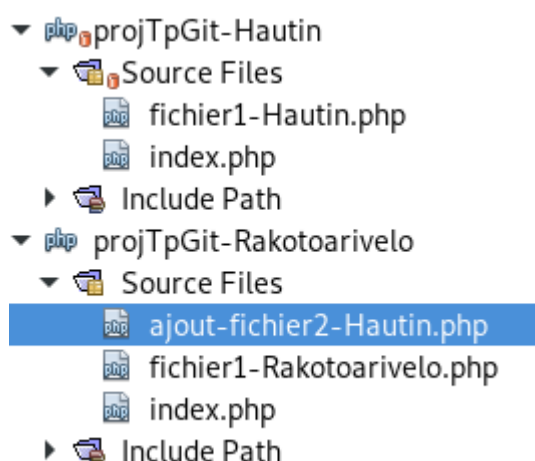 projTpGit-Hautin
Source Files
fichier1-Hautin.php
index.php
Include Path
projTpGit-Rakotoarivelo
Source Files
ajout-fichier2-Hautin.php
fichier1-Rakotoarivelo.php
index.php
Include Path